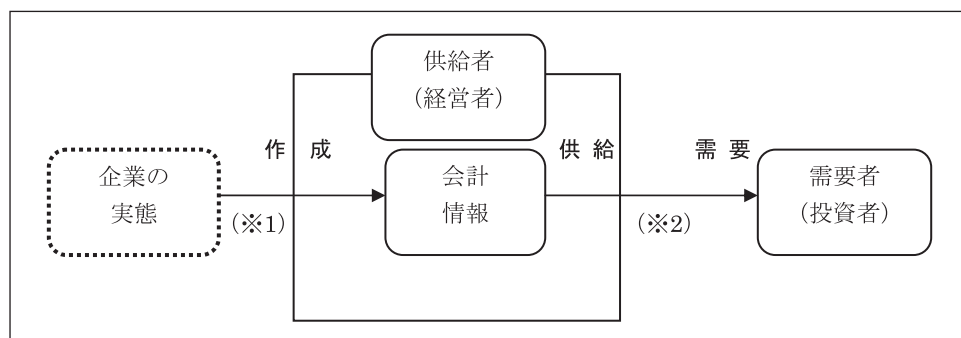 供給者
(経営者)
作 成
供 給
需 要
企業の
実態
会計
情報
需要者
(投資者)
(※1)
(※2)